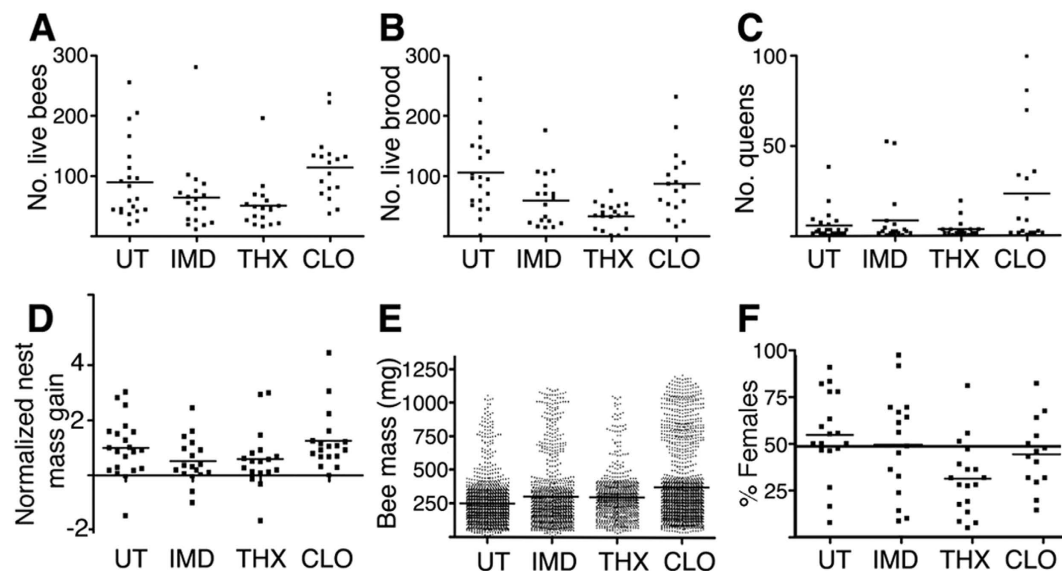 A
No. live bees
300
200
100
UT IMD THX CLO
B
No. live brood
300
200
100
UT IMD THX CLO
C
No. queens
100
50
UT IMD THX CLO
D
Normalized nest
mass gain
4
2
-2
UT IMD THX CLO
E
Bee mass (mg)
1250
1000
750
500
250
UT IMD THX CLO
F
% Females
100
75
50
25
UT IMD THX CLO